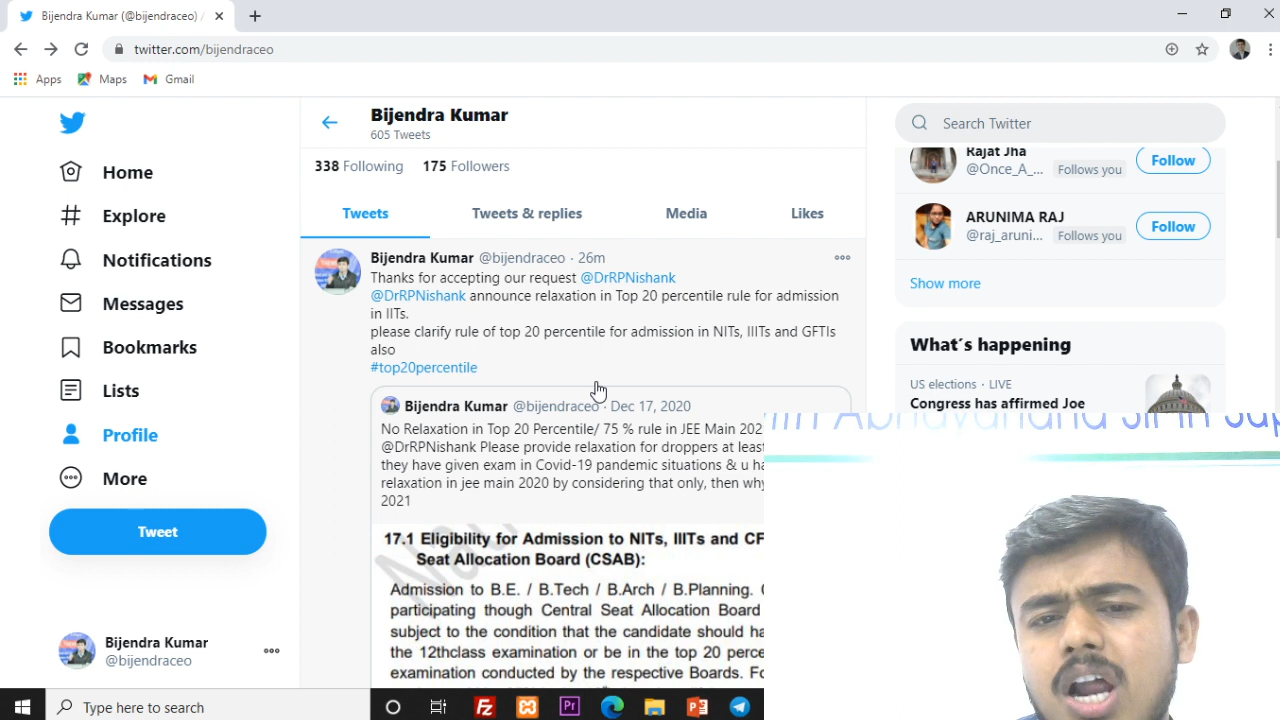 Bijendra Kumar (@bijendraceo) /
twitter.com/bijendraceo
Apps Maps Gmail
Home
Explore
Notifications
Messages
Bookmarks
Lists
Profile
More
Tweet
Bijendra Kumar
@bijendraceo
Bijendra Kumar
605 Tweets
338 Following 175 Followers
Tweets Tweets & replies Media Likes
Bijendra Kumar @bijendraceo · 26m
Thanks for accepting our request @DrRPNishank
@DrRPNishank announce relaxation in Top 20 percentile rule for admission
in IITs.
please clarify rule of top 20 percentile for admission in NITs, IIITs and GFTIs
also
#top20percentile
Bijendra Kumar @bijendraceo · Dec 17, 2020
No Relaxation in Top 20 Percentile/ 75 % rule in JEE Main 202
@DrRPNishank Please provide relaxation for droppers at least
they have given exam in Covid-19 pandemic situations & u ha
relaxation in jee main 2020 by considering that only, then why
2021
17.1 Eligibility for Admission to NITs, IIITs and CF
Seat Allocation Board (CSAB):
Admission to B.E. / B.Tech / B.Arch / B.Planning.
participating though Central Seat Allocation Board
subject to the condition that the candidate should ha
the 12thclass examination or be in the top 20 perce
examination conducted by the respective Boards. Fo
Search Twitter
Rajat Jha
@Once_A_... Follows you
Follow
ARUNIMA RAJ
@raj_aruni... Follows you
Follow
Show more
What's happening
US elections · LIVE
Congress has affirmed Joe
Abhayanand Sir
Type here to search